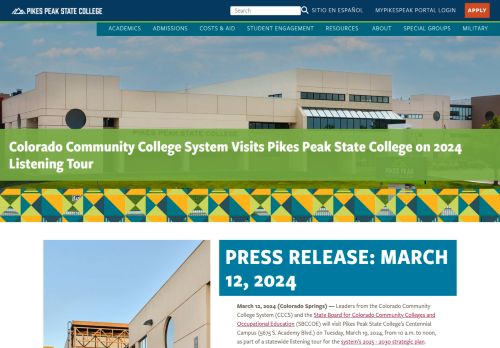 PIKES PEAK STATE COLLEGE
Search
SITIO EN ESPAÑOL
MYPIKESPEAK PORTAL LOGIN
APPLY
ACADEMICS ADMISSIONS COSTS & AID STUDENT ENGAGEMENT RESOURCES ABOUT SPECIAL GROUPS MILITARY
PIKES PEAK STATE COLLEGE
Colorado Community College System Visits Pikes Peak State College on 2024
Listening Tour
PRESS RELEASE: MARCH
12, 2024
March 12, 2024 (Colorado Springs) — Leaders from the Colorado Community
College System (CCCS) and the State Board for Colorado Community Colleges and
Occupational Education (SBCCOE) will visit Pikes Peak State College's Centennial
Campus (5675 S. Academy Blvd.) on Tuesday, March 19, 2024, from 10 a.m. to noon,
as part of a statewide listening tour for the system's 2025 - 2030 strategic plan.